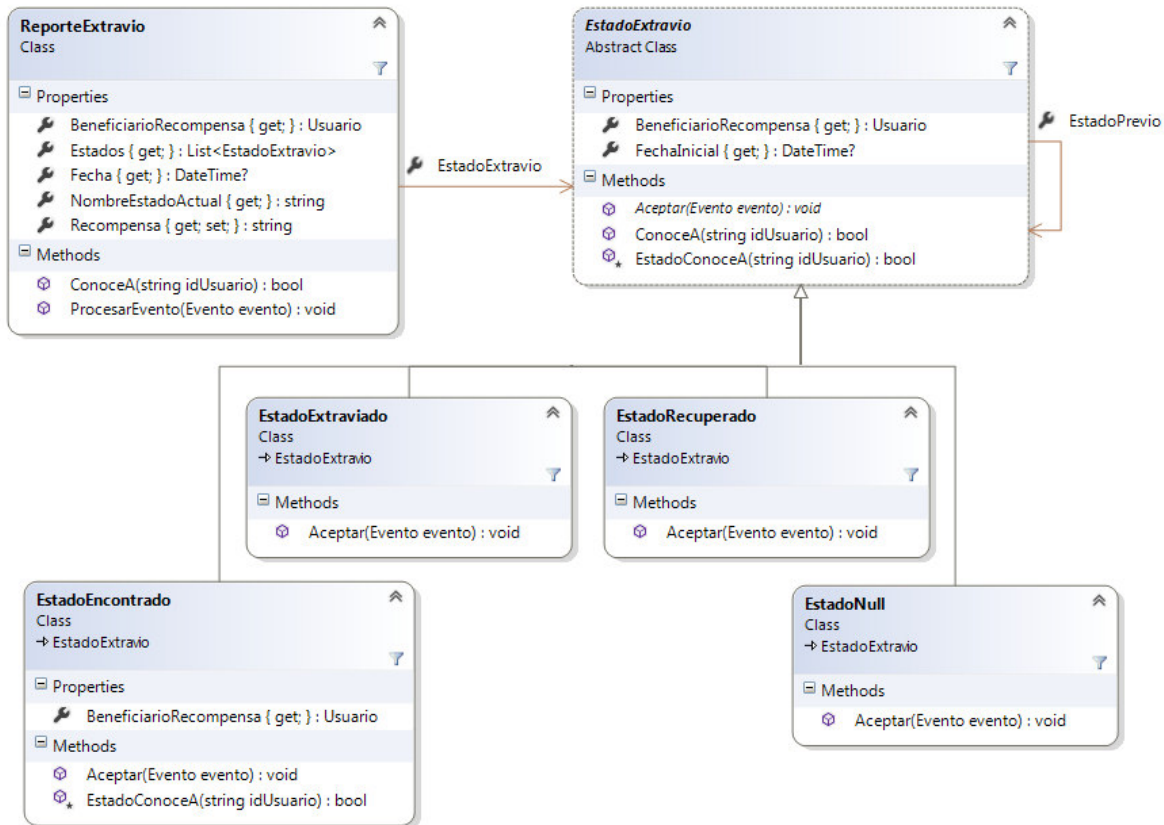 ReporteExtravio
Class
Properties
BeneficiarioRecompensa { get; } : Usuario
Estados { get; } : List<EstadoExtravio>
Fecha { get; } : DateTime?
NombreEstadoActual { get; } : string
Recompensa { get; set; } : string
Methods
ConoceA(string idUsuario) : bool
ProcesarEvento(Evento evento) : void
EstadoExtravio
EstadoExtravio
Abstract Class
Properties
BeneficiarioRecompensa { get; } : Usuario
FechaInicial { get; } : DateTime?
Methods
Aceptar(Evento evento) : void
ConoceA(string idUsuario) : bool
EstadoConoceA(string idUsuario) : bool
EstadoPrevio
EstadoExtraviado
Class
EstadoExtravio
Methods
Aceptar(Evento evento) : void
EstadoRecuperado
Class
EstadoExtravio
Methods
Aceptar(Evento evento) : void
EstadoEncontrado
Class
EstadoExtravio
Properties
BeneficiarioRecompensa { get; } : Usuario
Methods
Aceptar(Evento evento) : void
EstadoConoceA(string idUsuario) : bool
EstadoNull
Class
EstadoExtravio
Methods
Aceptar(Evento evento) : void